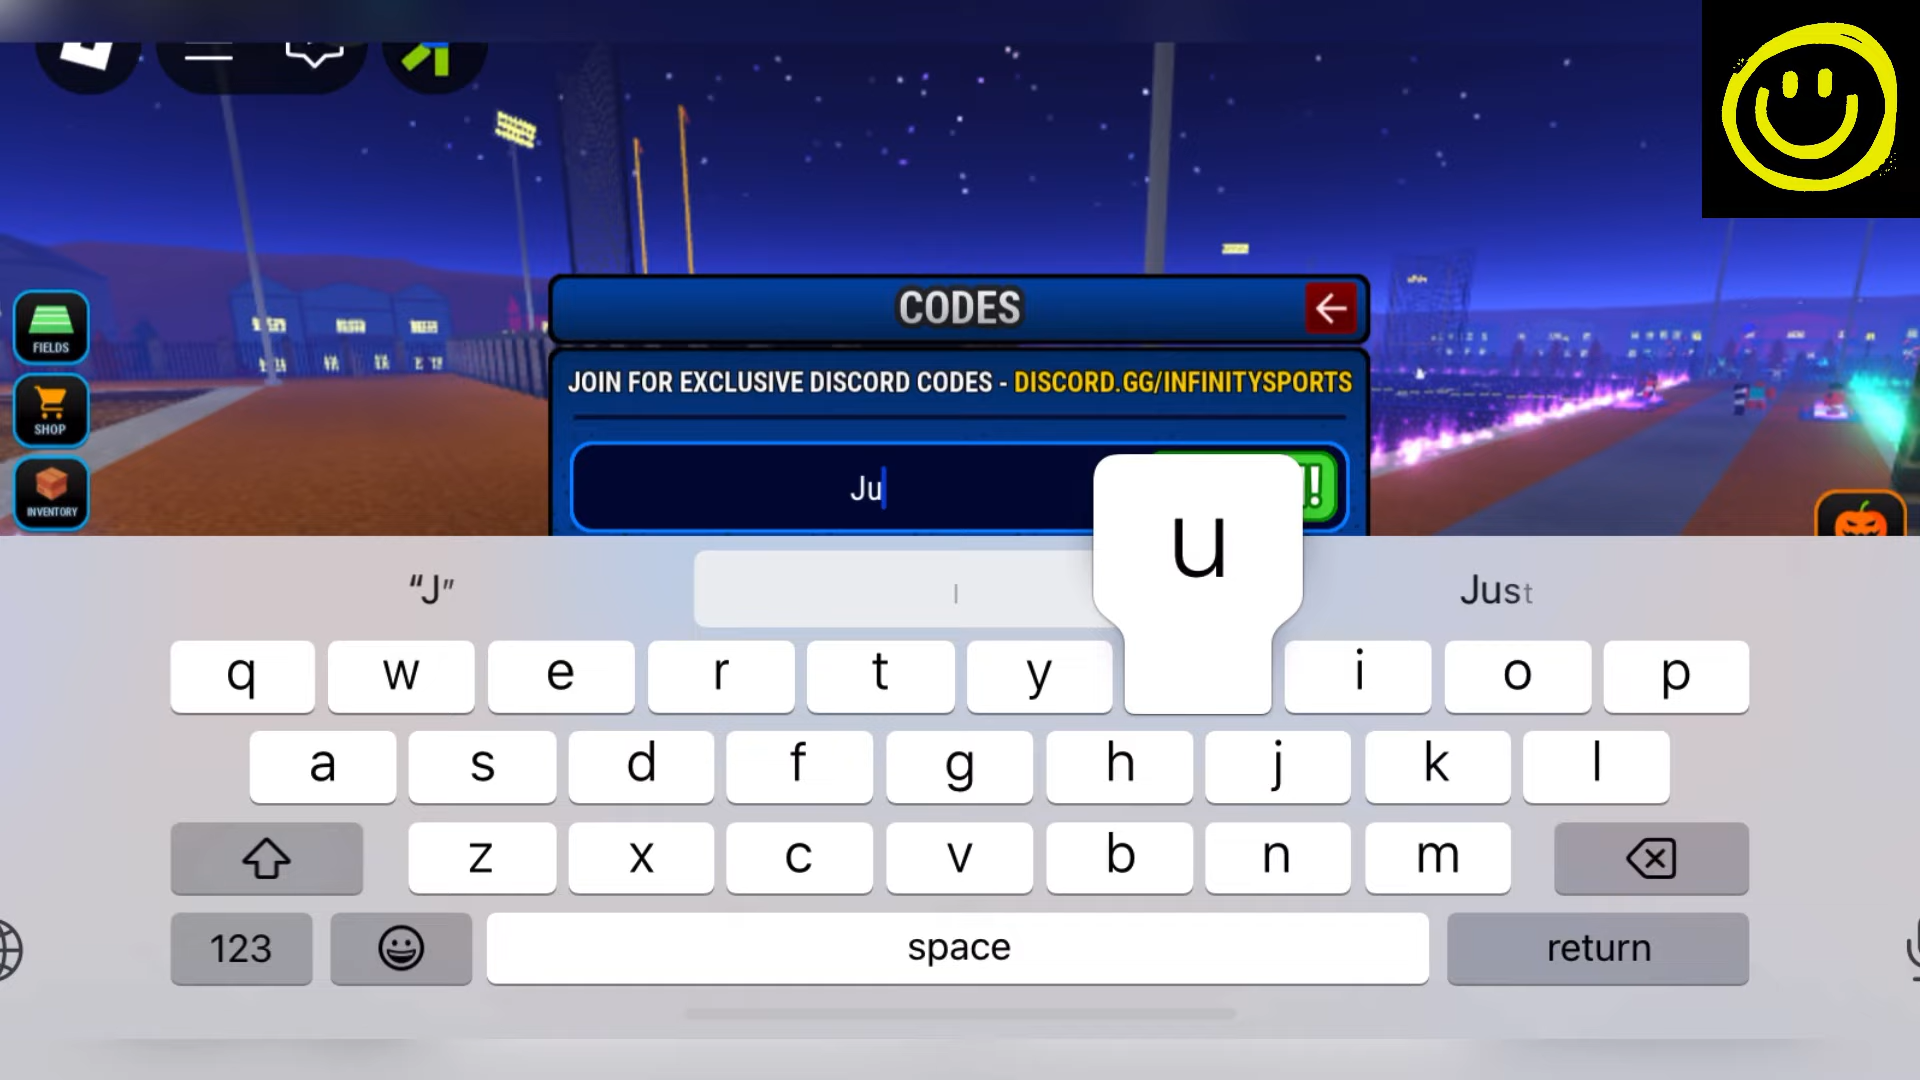 CODES
JOIN FOR EXCLUSIVE DISCORD CODES - DISCORD.GG/INFINITYSPORTS
FIELDS
SHOP
INVENTORY
Ju
!!
u
“J”
I
Just
q w e r t y i o p
a s d f g h j k l
z x c v b n m
123
space
return